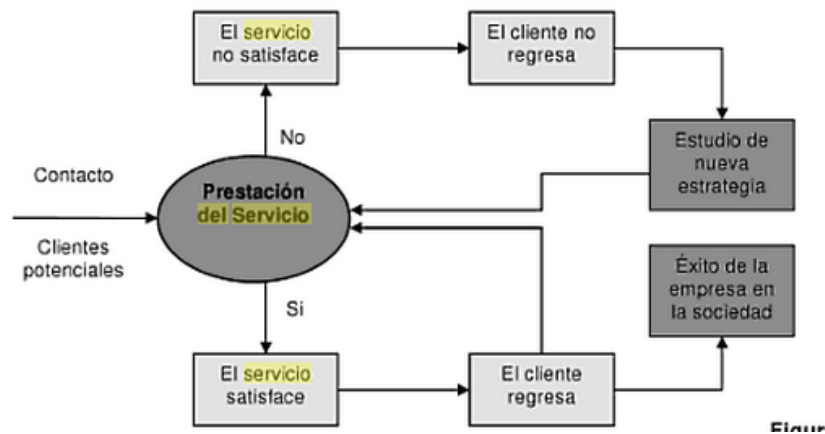 El servicio
no satisface
El cliente no
regresa
No
Estudio de
nueva
estrategia
Contacto
Prestación
del Servicio
Clientes
potenciales
Éxito de la
empresa en
la sociedad
Si
El servicio
satisface
El cliente
regresa